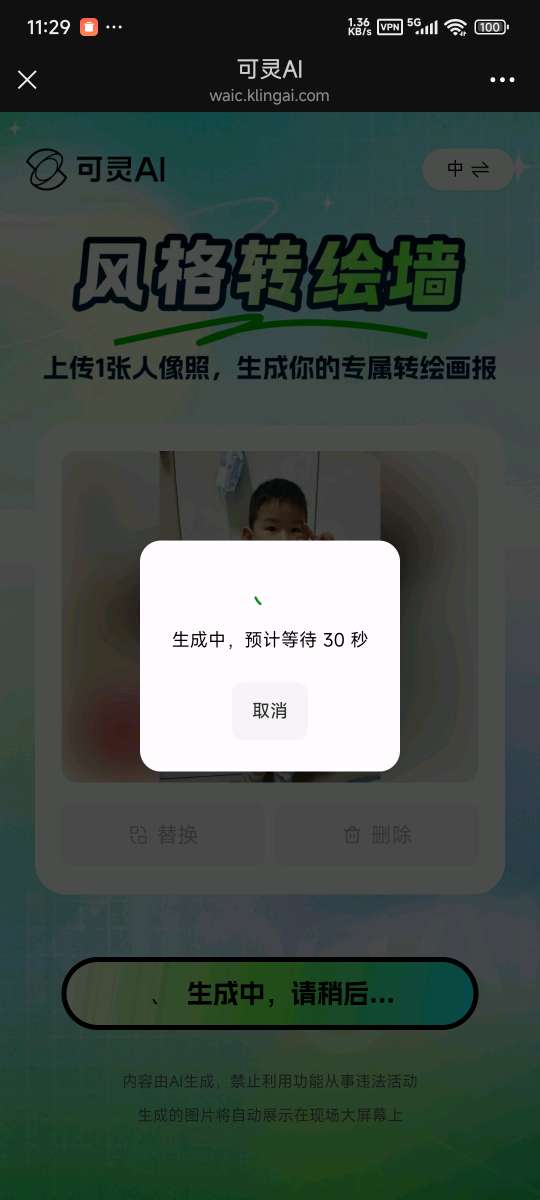 11:29 ··· 1.36 KB/s VPN 5G 100
可灵AI
waic.klingai.com
可灵AI 中
风格转绘墙
上传1张人像照，生成你的专属转绘画报
生成中，预计等待 30 秒
取消
替换 删除
生成中，请稍后...
内容由AI生成，禁止利用功能从事违法活动
生成的图片将自动展示在现场大屏幕上